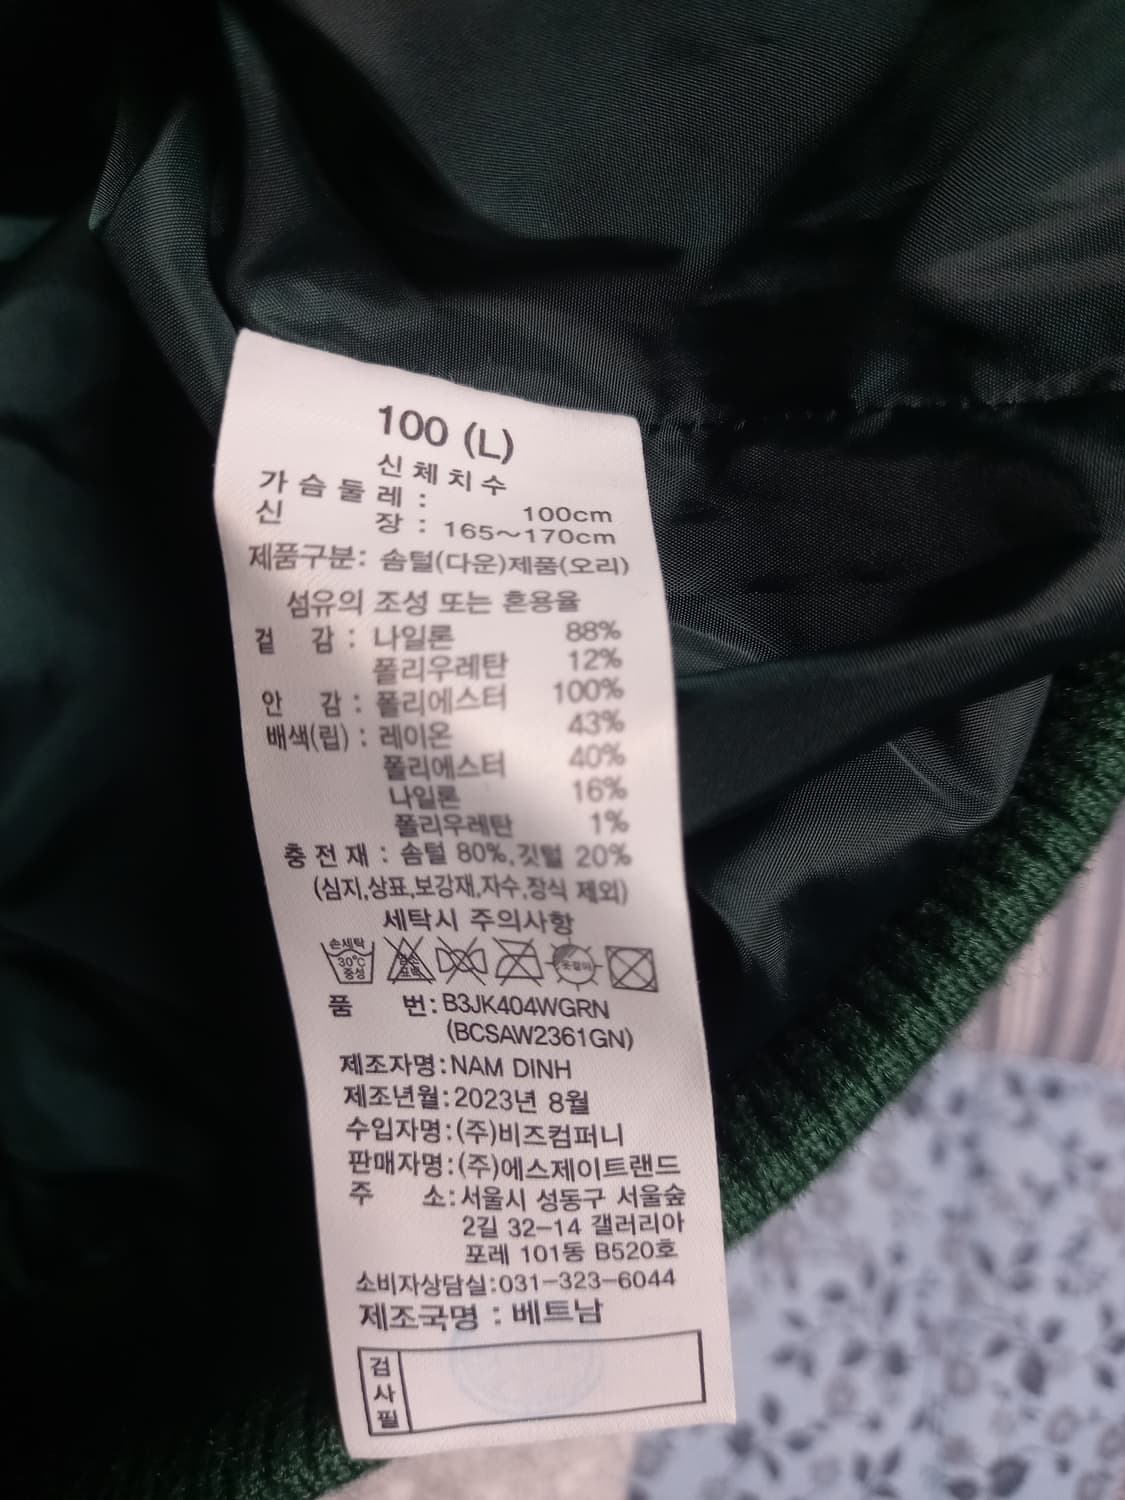 100 (L)
신체치수
가슴둘레 : 100cm
신 장 : 165~170cm
제품구분: 솜털(다운)제품(오리)
섬유의 조성 또는 혼용율
겉 감 : 나일론 88%
폴리우레탄 12%
안 감 : 폴리에스터 100%
배색(립) : 레이온 43%
폴리에스터 40%
나일론 16%
폴리우레탄 1%
충전재 : 솜털 80%,깃털 20%
(심지,상표,보강재,자수,장식 제외)
세탁시 주의사항
손세탁
30℃
중성
품 번: B3JK404WGRN
(BCSAW2361GN)
제조자명:NAM DINH
제조년월:2023년 8월
수입자명:(주)비즈컴퍼니
판매자명:(주)에스제이트랜드
주 소:서울시 성동구 서울숲
2길 32-14 갤러리아
포레 101동 B520호
소비자상담실:031-323-6044
제조국명 : 베트남
검
사
필